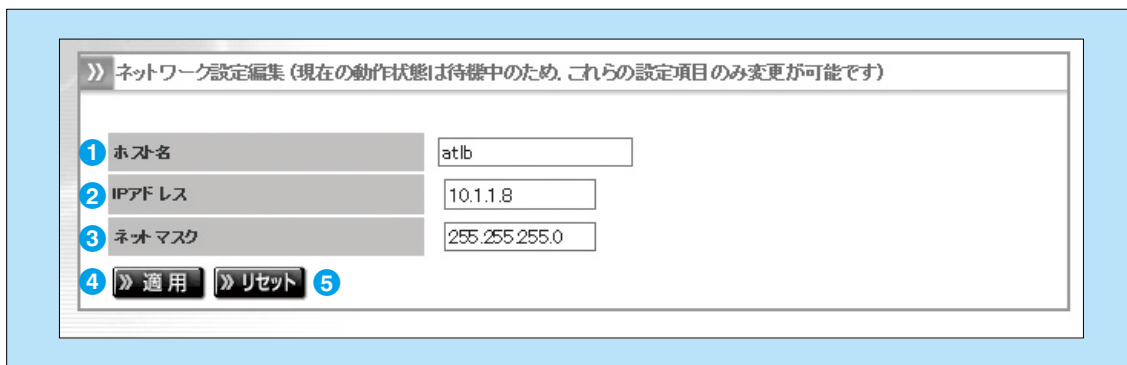 » ネットワーク設定編集 (現在の動作状態は待機中のため、これらの設定項目のみ変更が可能です)
1 ホスト名 atlb
2 IPアドレス 10.1.1.8
3 ネットマスク 255.255.255.0
4 » 適用 » リセット 5